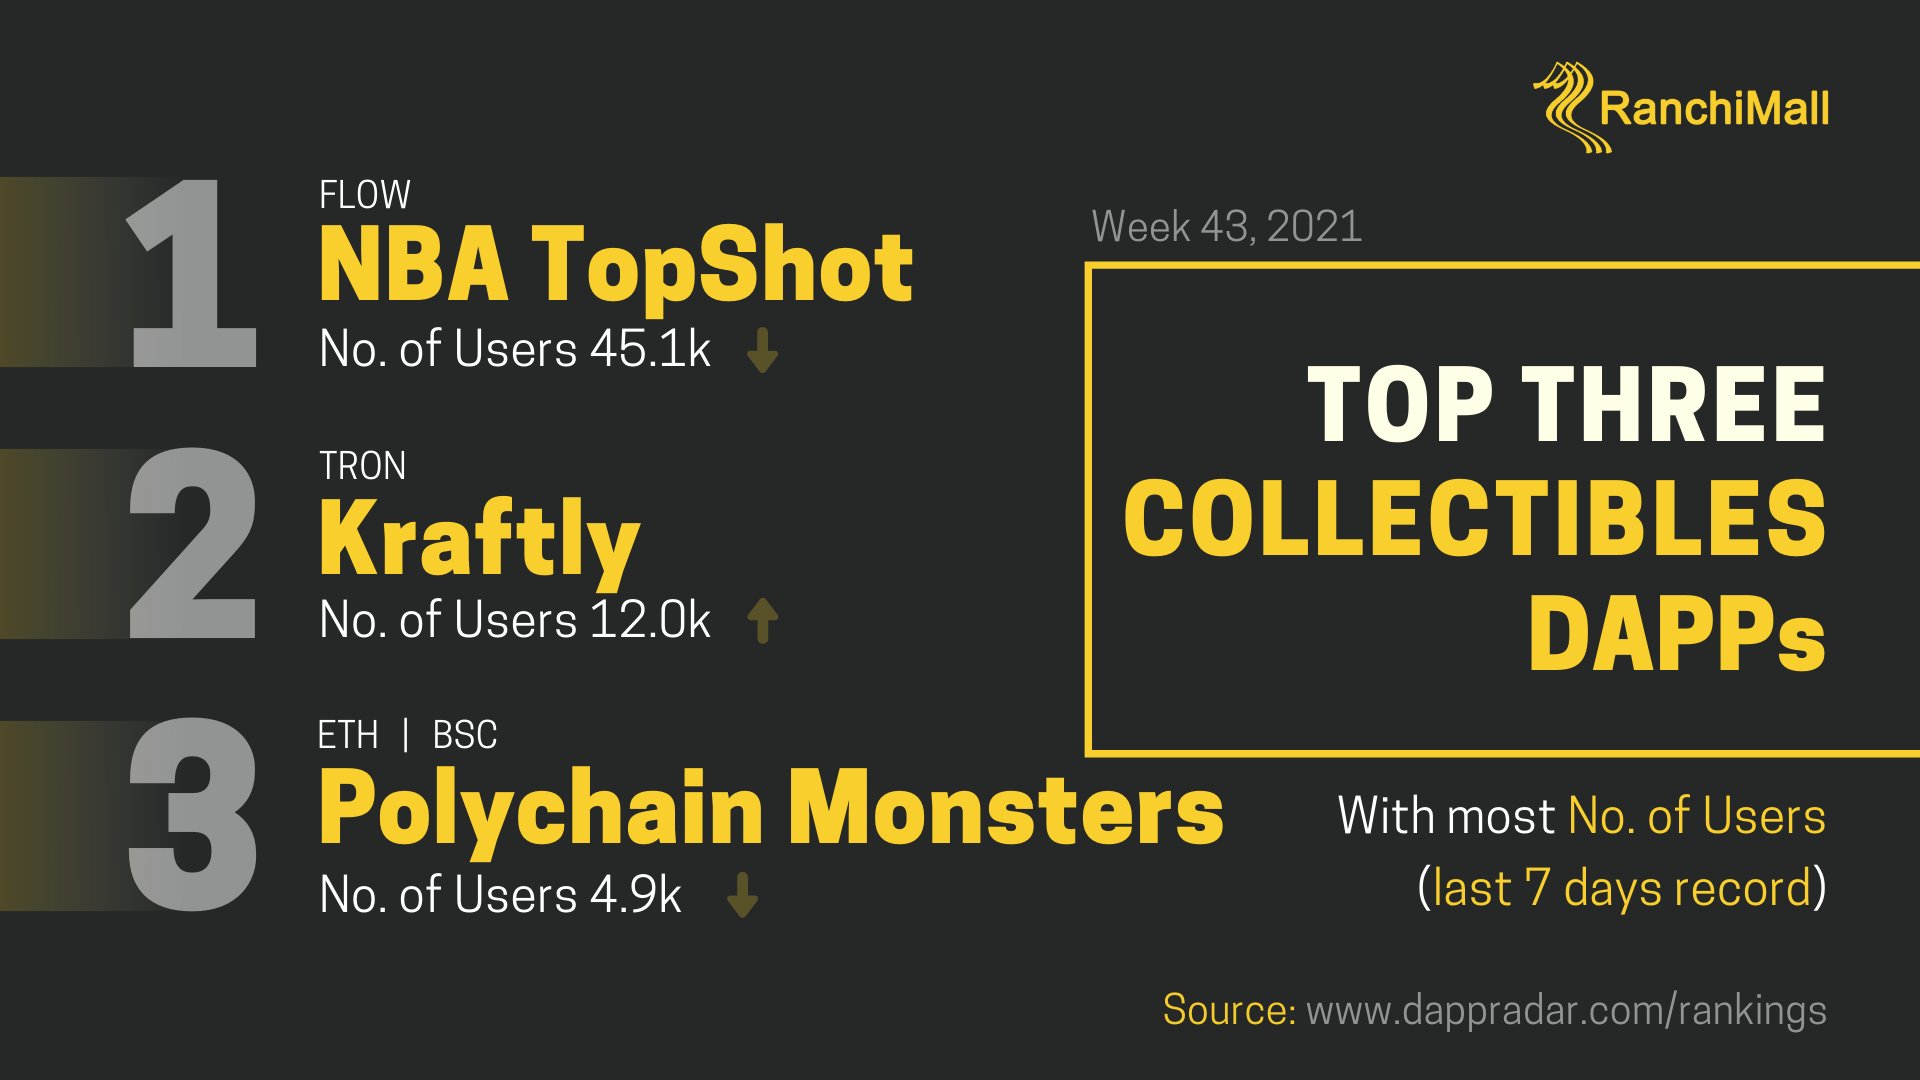 RanchiMall
1
FLOW
NBA TopShot
No. of Users 45.1k
2
TRON
Kraftly
No. of Users 12.0k
3
ETH | BSC
Polychain Monsters
No. of Users 4.9k
Week 43, 2021
TOP THREE
COLLECTIBLES
DAPPs
With most No. of Users
(last 7 days record)
Source: www.dappradar.com/rankings